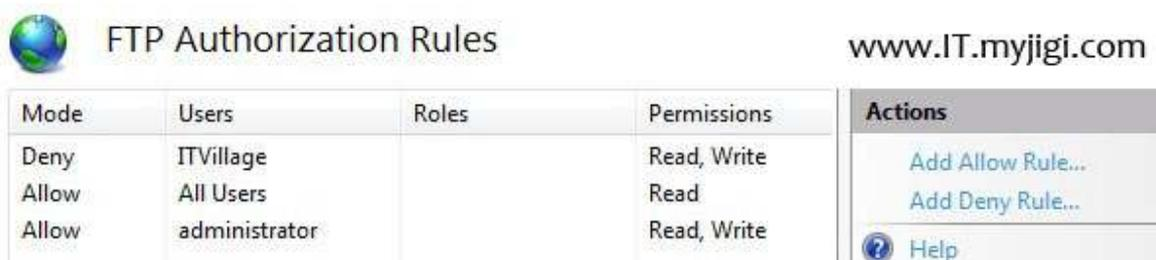 FTP Authorization Rules
www.IT.myjigi.com
Mode Users Roles Permissions
Deny ITVillage Read, Write
Allow All Users Read
Allow administrator Read, Write
Actions
Add Allow Rule...
Add Deny Rule...
Help